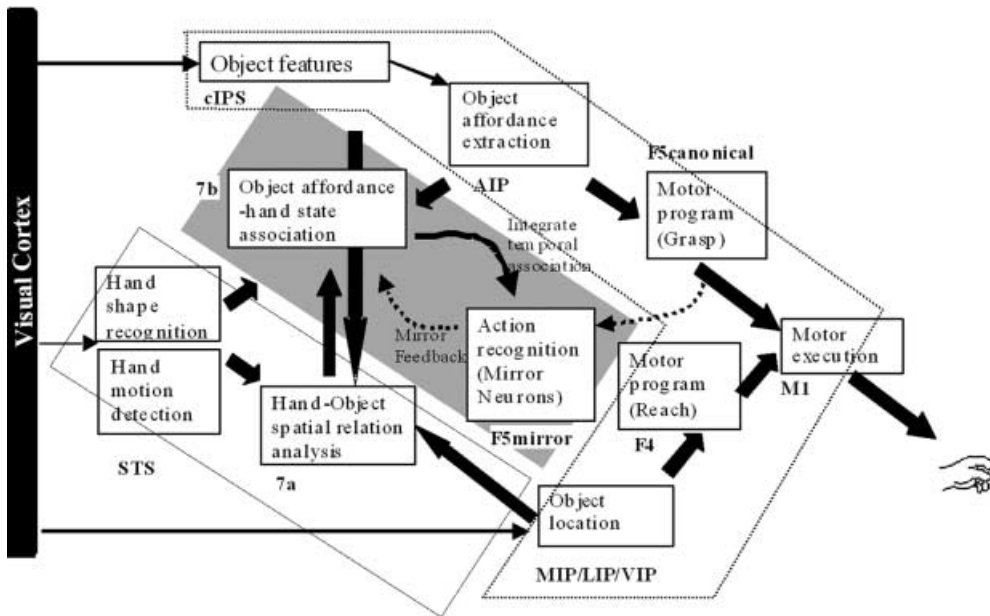 Visual Cortex
Object features
cIPS
Object
affordance
extraction
AIP
F5canonical
Motor
program
(Grasp)
7b
Object affordance
-hand state
association
Integrate
temporal
association
Hand
shape
recognition
Hand
motion
detection
STS
Mirror
Feedback
Action
recognition
(Mirror
Neurons)
F5mirror
Motor
program
(Reach)
F4
Motor
execution
M1
Hand-Object
spatial relation
analysis
7a
Object
location
MIP/LIP/VIP